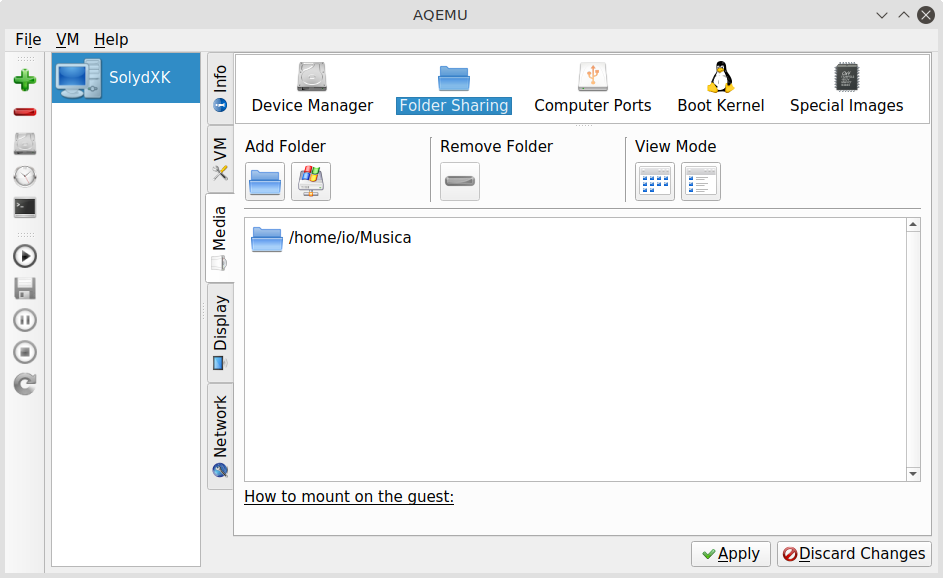 AQEMU
File VM Help
SolydXK
Info
VM
Media
Display
Network
Device Manager Folder Sharing Computer Ports Boot Kernel Special Images
Add Folder Remove Folder View Mode
/home/io/Musica
How to mount on the guest:
Apply Discard Changes